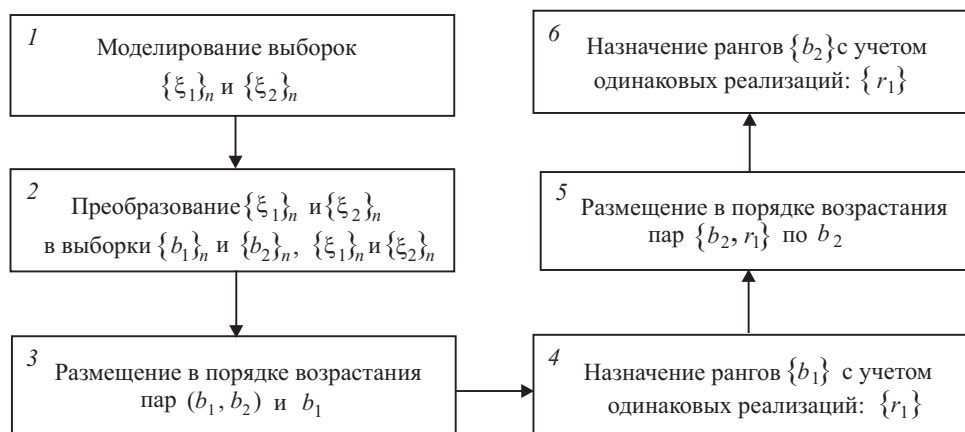 1
Моделирование выборок
{ξ₁}ₙ и {ξ₂}ₙ
2
Преобразование {ξ₁}ₙ и {ξ₂}ₙ
в выборки {b₁}ₙ и {b₂}ₙ, {ξ₁}ₙ и {ξ₂}ₙ
3
Размещение в порядке возрастания
пар (b₁, b₂) и b₁
4
Назначение рангов {b₁} с учетом
одинаковых реализаций: {r₁}
5
Размещение в порядке возрастания
пар {b₂, r₁} по b₂
6
Назначение рангов {b₂} с учетом
одинаковых реализаций: {r₁}